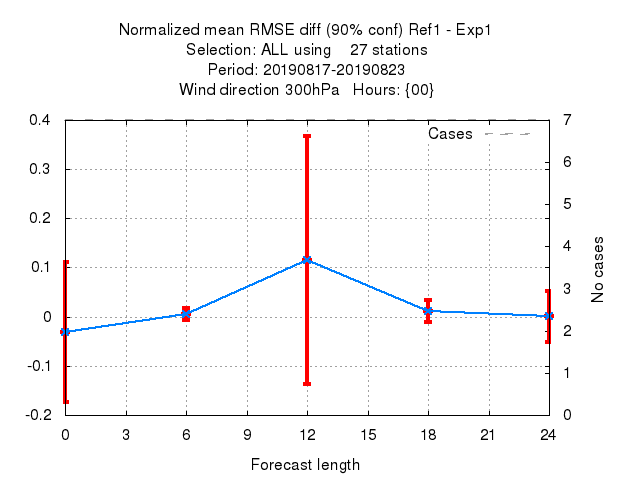 Normalized mean RMSE diff (90% conf) Ref1 - Exp1
Selection: ALL using    27 stations
Period: 20190817-20190823
Wind direction 300hPa   Hours: {00}
Cases
0.4
0.3
0.2
0.1
0
-0.1
-0.2
7
6
5
4
3
2
1
0
No cases
0 3 6 9 12 15 18 21 24
Forecast length